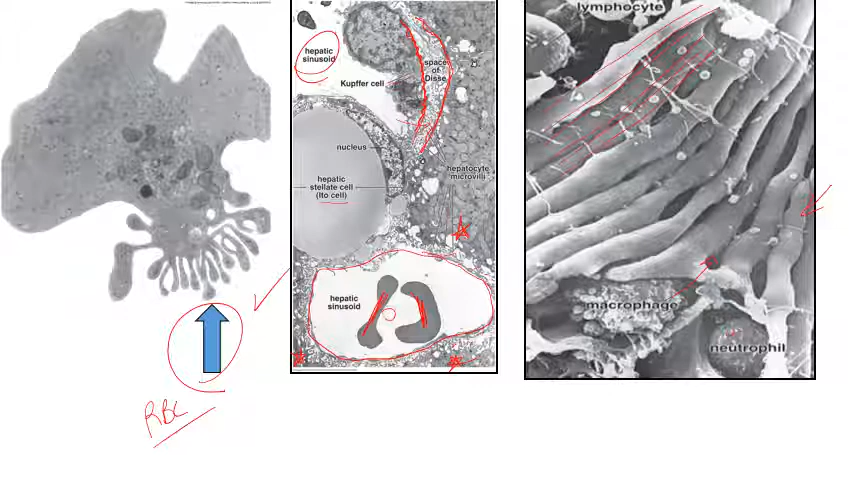 RBC
hepatic
sinusoid
Kupffer cell
space
of
Disse
nucleus
hepatocyte
microvilli
hepatic
stellate cell
(Ito cell)
hepatic
sinusoid
lymphocyte
macrophage
neutrophil